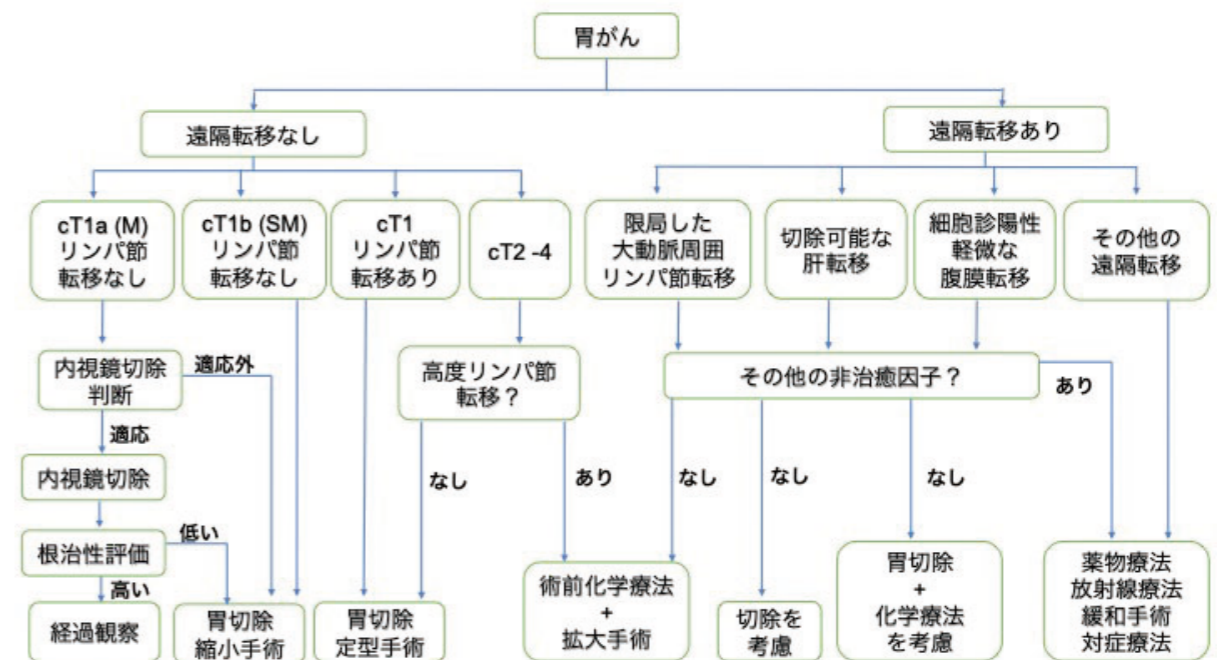 胃がん
遠隔転移なし
遠隔転移あり
cT1a (M)
リンパ節
転移なし
cT1b (SM)
リンパ節
転移なし
cT1
リンパ節
転移あり
cT2 -4
限局した
大動脈周囲
リンパ節転移
切除可能な
肝転移
細胞診陽性
軽微な
腹膜転移
その他の
遠隔転移
内視鏡切除
判断
適応外
高度リンパ節
転移？
その他の非治癒因子？
あり
適応
内視鏡切除
なし
あり
なし
なし
なし
根治性評価
低い
高い
経過観察
胃切除
縮小手術
胃切除
定型手術
術前化学療法
+
拡大手術
切除を
考慮
胃切除
+
化学療法
を考慮
薬物療法
放射線療法
緩和手術
対症療法